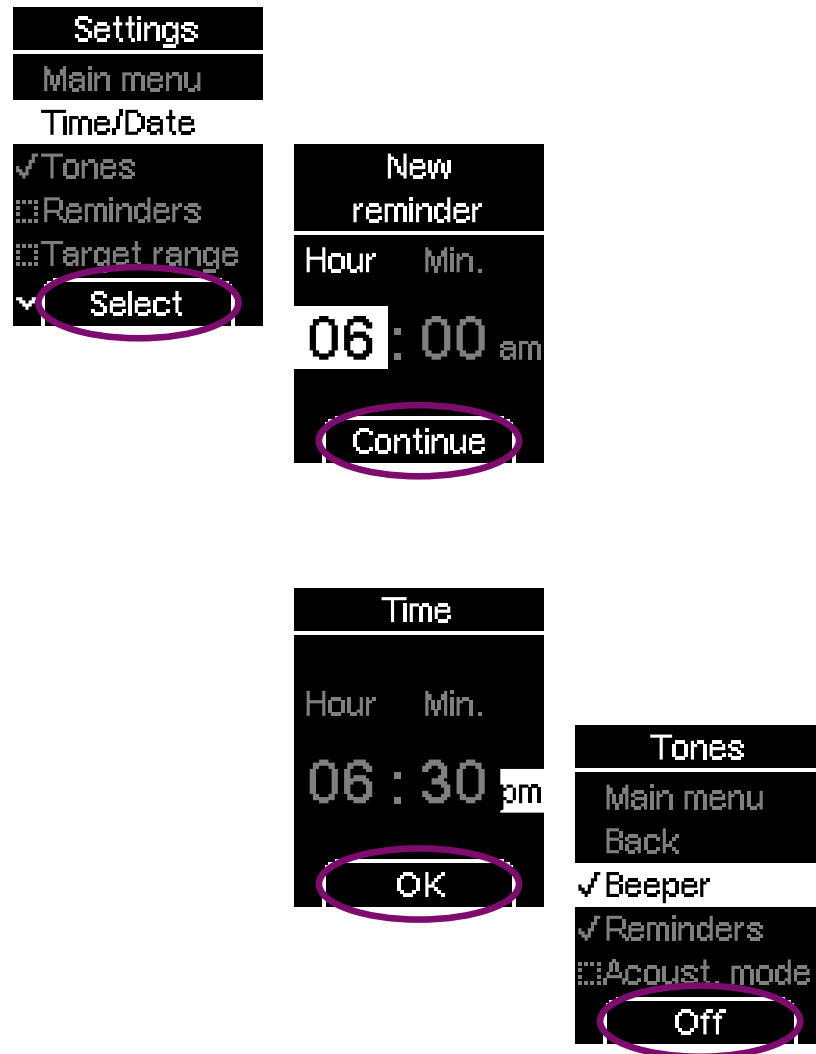 Settings
Main menu
Time/Date
✓Tones
Reminders
Target range
Select
New
reminder
Hour Min.
06 : 00 am
Continue
Time
Hour Min.
06 : 30 pm
OK
Tones
Main menu
Back
✓Beeper
✓Reminders
Acoust. mode
Off